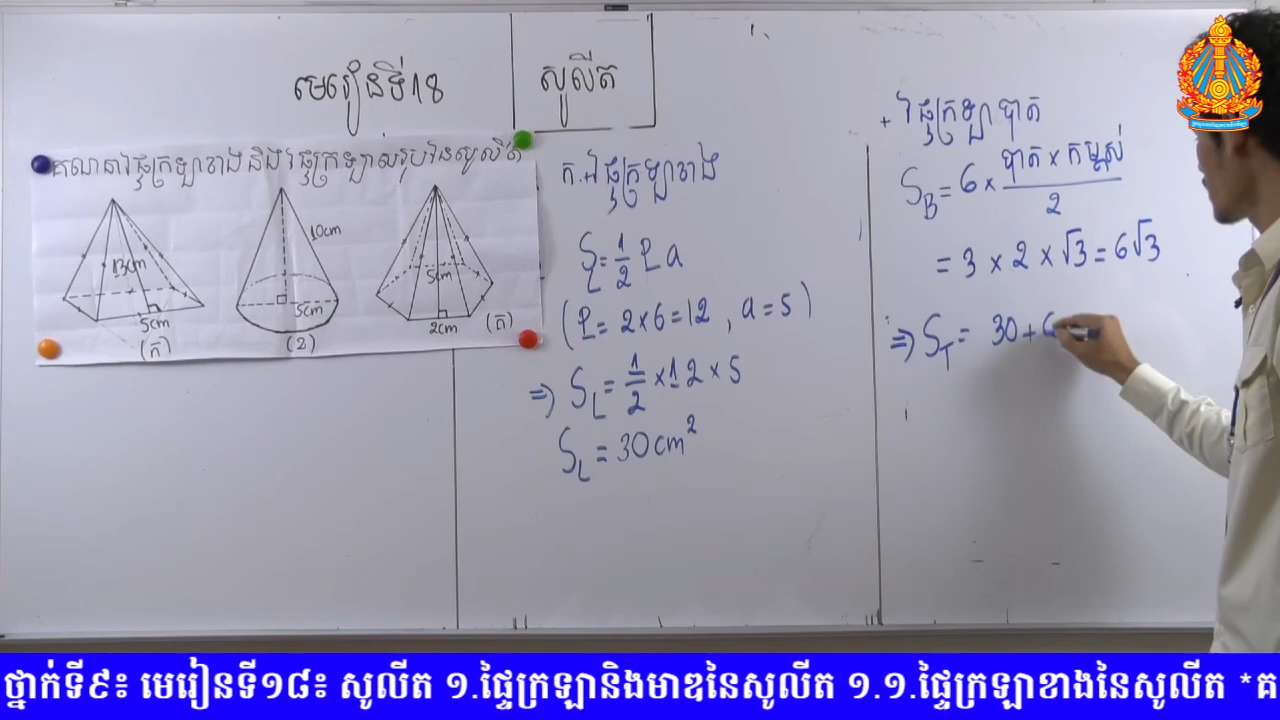 មេរៀនទី18
សូលីត
គណនាផ្ទៃក្រឡាខាង និង ផ្ទៃក្រឡាសរុបនៃសូលីត
13cm
5cm
(ក)
10cm
5cm
(ខ)
5cm
2cm
(គ)
គ.ផ្ទៃក្រឡាខាង
S_L = 1/2 P a
(P = 2×6 = 12 , a = 5)
=> S_L = 1/2 × 12 × 5
S_L = 30cm²
+ ផ្ទៃក្រឡាបាត
S_B = 6 × បាត × កម្ពស់ / 2
= 3 × 2 × √3 = 6√3
=> S_T = 30 + 6
ថ្នាក់ទី៩៖ មេរៀនទី១៨៖ សូលីត ១.ផ្ទៃក្រឡានិងមាឌនៃសូលីត ១.១.ផ្ទៃក្រឡាខាងនៃសូលីត *គ